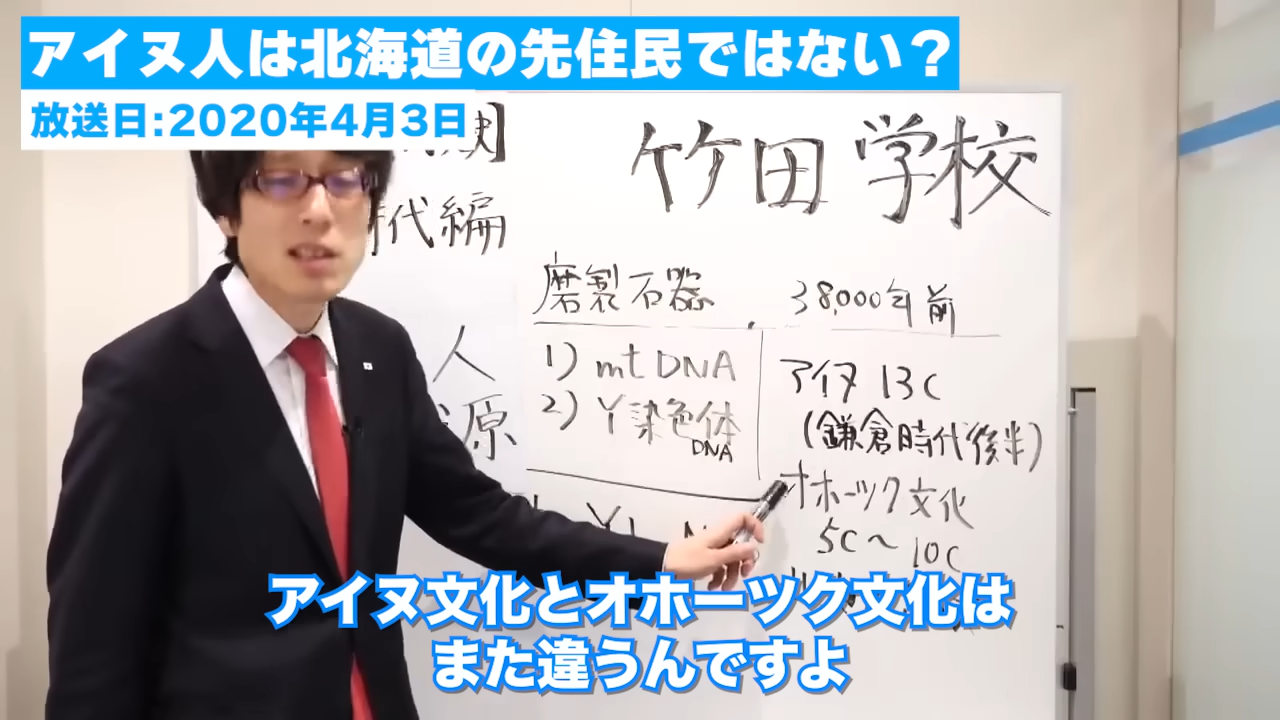 アイヌ人は北海道の先住民ではない？
放送日:2020年4月3日
竹田学校
代編
磨製石器 38,000年前
人
源
1) mtDNA
2) Y染色体
DNA
アイヌ 13C
(鎌倉時代後半)
オホーツク文化
5C〜10C
アイヌ文化とオホーツク文化は
また違うんですよ